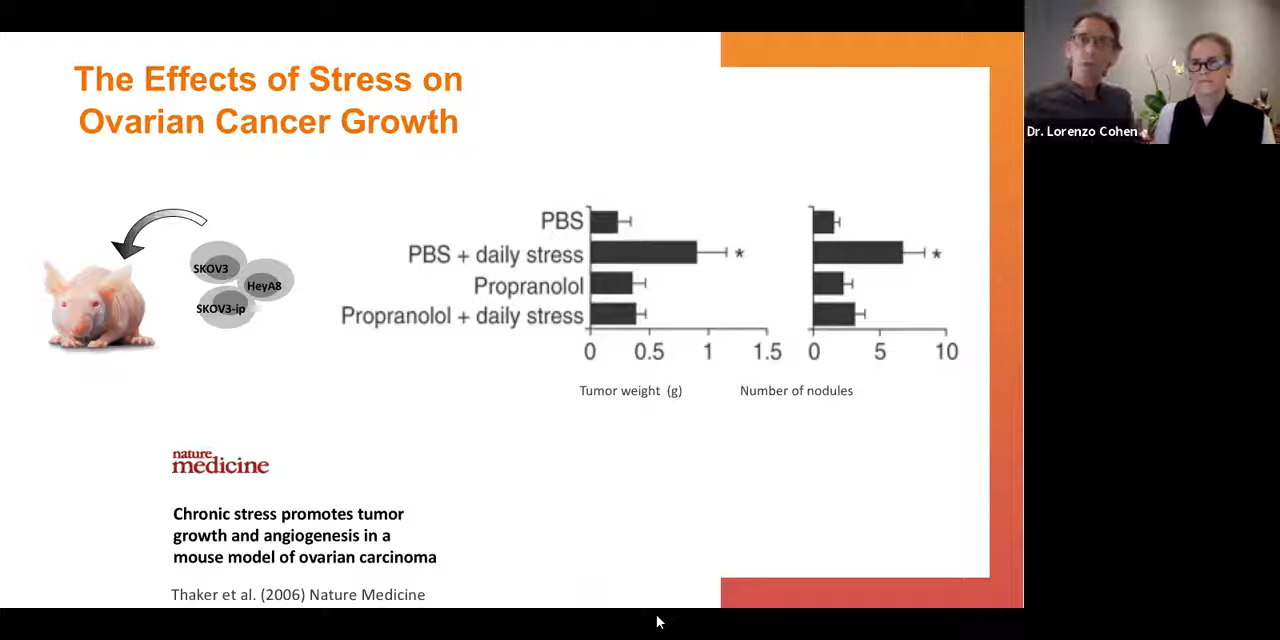 The Effects of Stress on
Ovarian Cancer Growth
Dr. Lorenzo Cohen
SKOV3
HeyA8
SKOV3-ip
PBS
PBS + daily stress
Propranolol
Propranolol + daily stress
*
*
0 0.5 1 1.5
0 5 10
Tumor weight (g)
Number of nodules
nature
medicine
Chronic stress promotes tumor
growth and angiogenesis in a
mouse model of ovarian carcinoma
Thaker et al. (2006) Nature Medicine